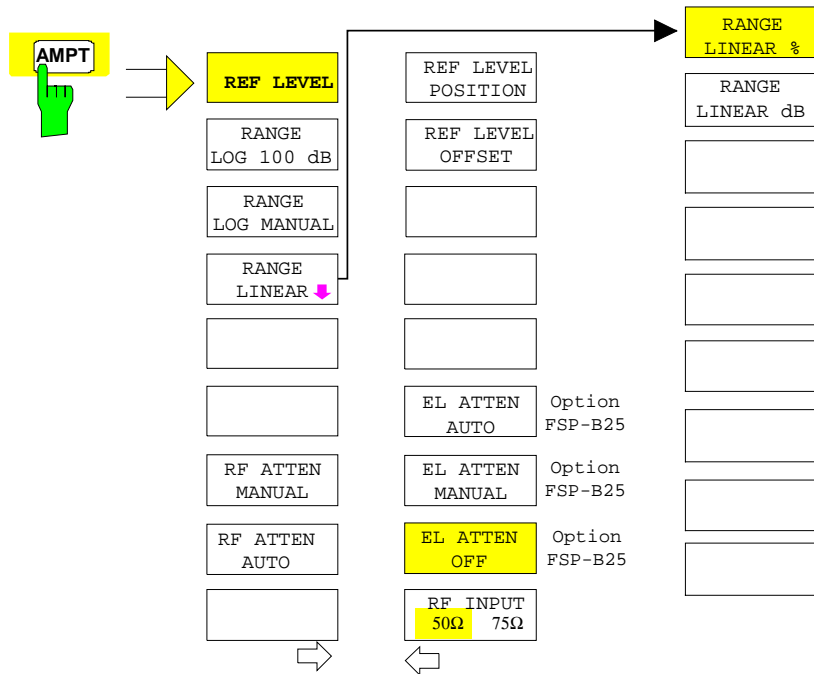 AMPT
REF LEVEL
RANGE
LOG 100 dB
RANGE
LOG MANUAL
RANGE
LINEAR
RF ATTEN
MANUAL
RF ATTEN
AUTO
REF LEVEL
POSITION
REF LEVEL
OFFSET
EL ATTEN
AUTO
Option
FSP-B25
EL ATTEN
MANUAL
Option
FSP-B25
EL ATTEN
OFF
Option
FSP-B25
RF INPUT
50Ω 75Ω
RANGE
LINEAR %
RANGE
LINEAR dB